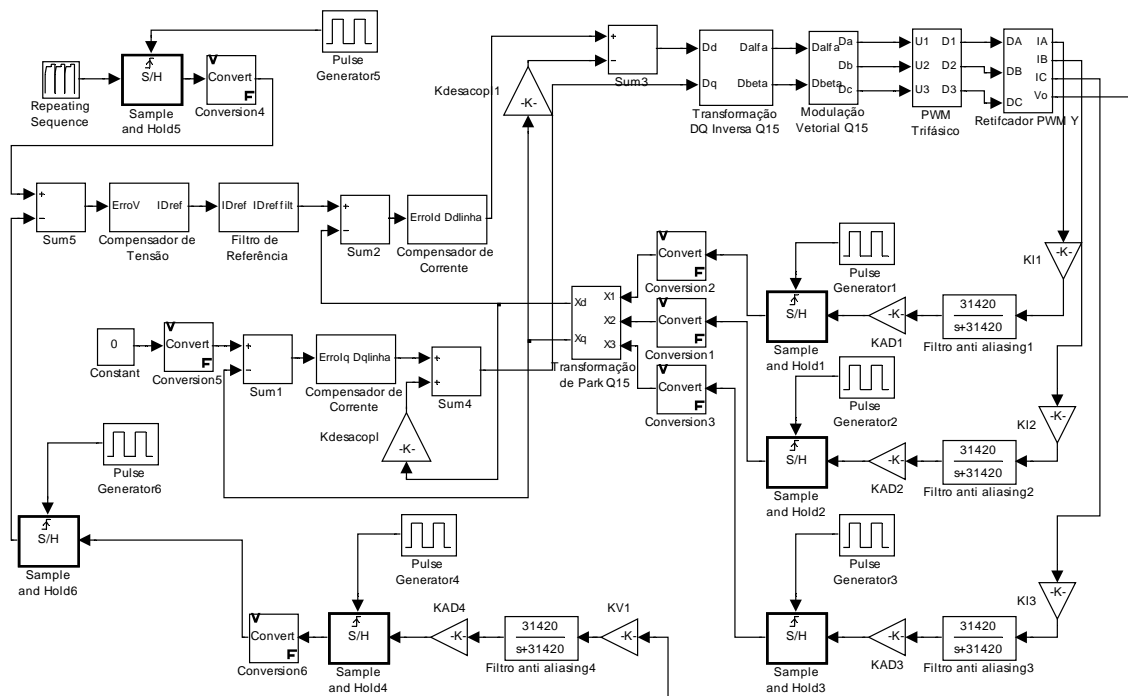 Pulse
Generator5
S/H
Sample
and Hold5
V
Convert
F
Conversion4
Repeating
Sequence
Kdesacopl1
-K-
+
−
Sum3
Dd
Dq
Dalfa
Dbeta
Transformação
DQ Inversa Q15
Dalfa
Dbeta
Da
Db
Dc
Modulação
Vetorial Q15
U1
U2
U3
D1
D2
D3
PWM
Trifásico
DA
DB
DC
IA
IB
IC
Vo
Retifcador PWM Y
+
−
Sum5
ErroV
IDref
Compensador de
Tensão
IDref
IDreffilt
Filtro de
Referência
+
−
Sum2
ErroId
Ddlinha
Compensador de
Corrente
0
Constant
V
Convert
F
Conversion5
+
−
Sum1
ErroIq
Dqlinha
Compensador de
Corrente
+
+
Sum4
Kdesacopl
-K-
Xd
Xq
X1
X2
X3
Transformação
de Park Q15
V
Convert
F
Conversion2
V
Convert
F
Conversion1
Convert
F
Conversion3
Pulse
Generator1
S/H
Sample
and Hold1
-K-
KAD1
31420
s+31420
Filtro anti aliasing1
KI1
-K-
Pulse
Generator2
S/H
Sample
and Hold2
-K-
KAD2
31420
s+31420
Filtro anti aliasing2
KI2
-K-
Pulse
Generator3
S/H
Sample
and Hold3
-K-
KAD3
31420
s+31420
Filtro anti aliasing3
KI3
-K-
Pulse
Generator6
S/H
Sample
and Hold6
V
Convert
F
Conversion6
Pulse
Generator4
S/H
Sample
and Hold4
KAD4
-K-
31420
s+31420
Filtro anti aliasing4
KV1
-K-